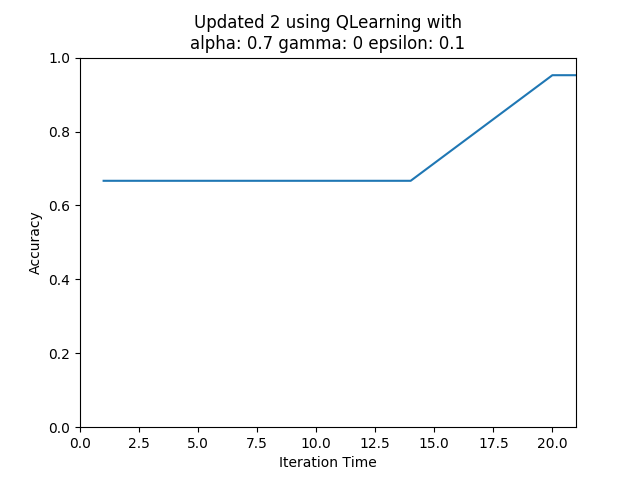 Updated 2 using QLearning with
alpha: 0.7 gamma: 0 epsilon: 0.1
1.0
0.8
0.6
0.4
0.2
0.0
Accuracy
0.0 2.5 5.0 7.5 10.0 12.5 15.0 17.5 20.0
Iteration Time